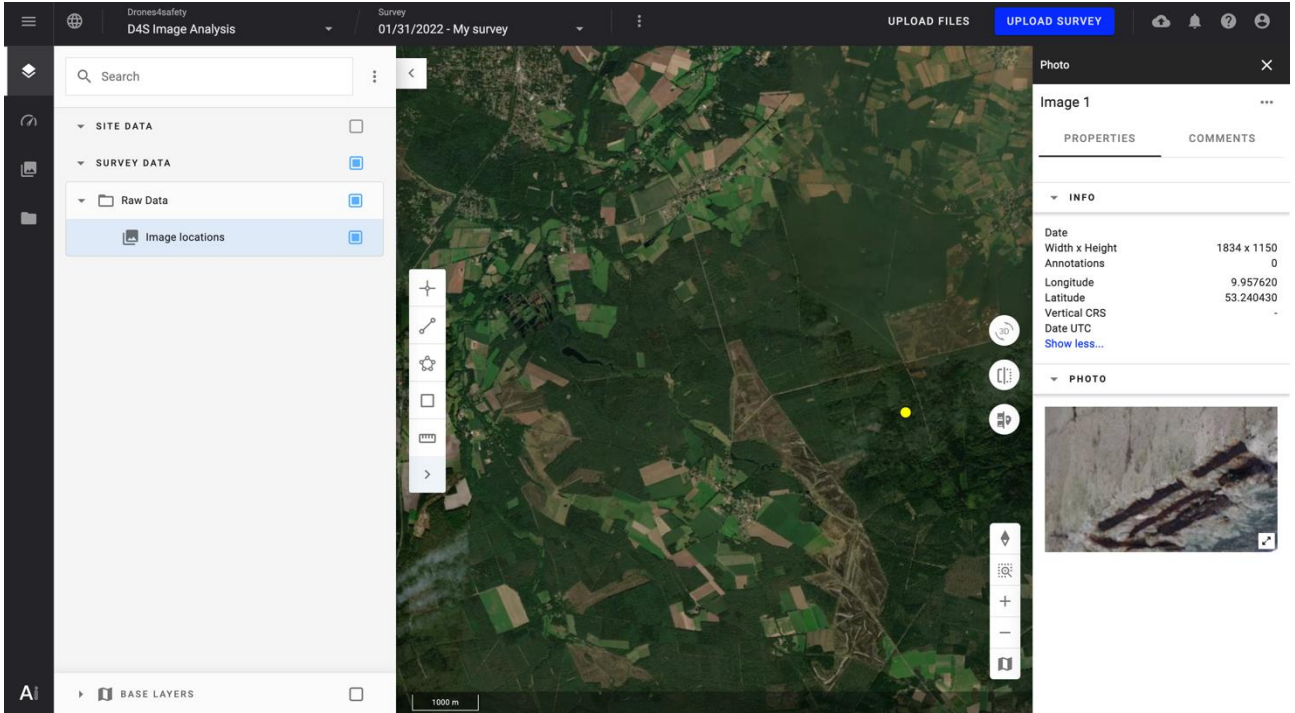 Drones4safety
D4S Image Analysis
Survey
01/31/2022 - My survey
UPLOAD FILES
UPLOAD SURVEY
Search
SITE DATA
SURVEY DATA
Raw Data
Image locations
BASE LAYERS
Ai
3D
1000 m
Photo
Image 1
PROPERTIES
COMMENTS
INFO
Date
Width x Height 1834 x 1150
Annotations 0
Longitude 9.957620
Latitude 53.240430
Vertical CRS -
Date UTC
Show less...
PHOTO